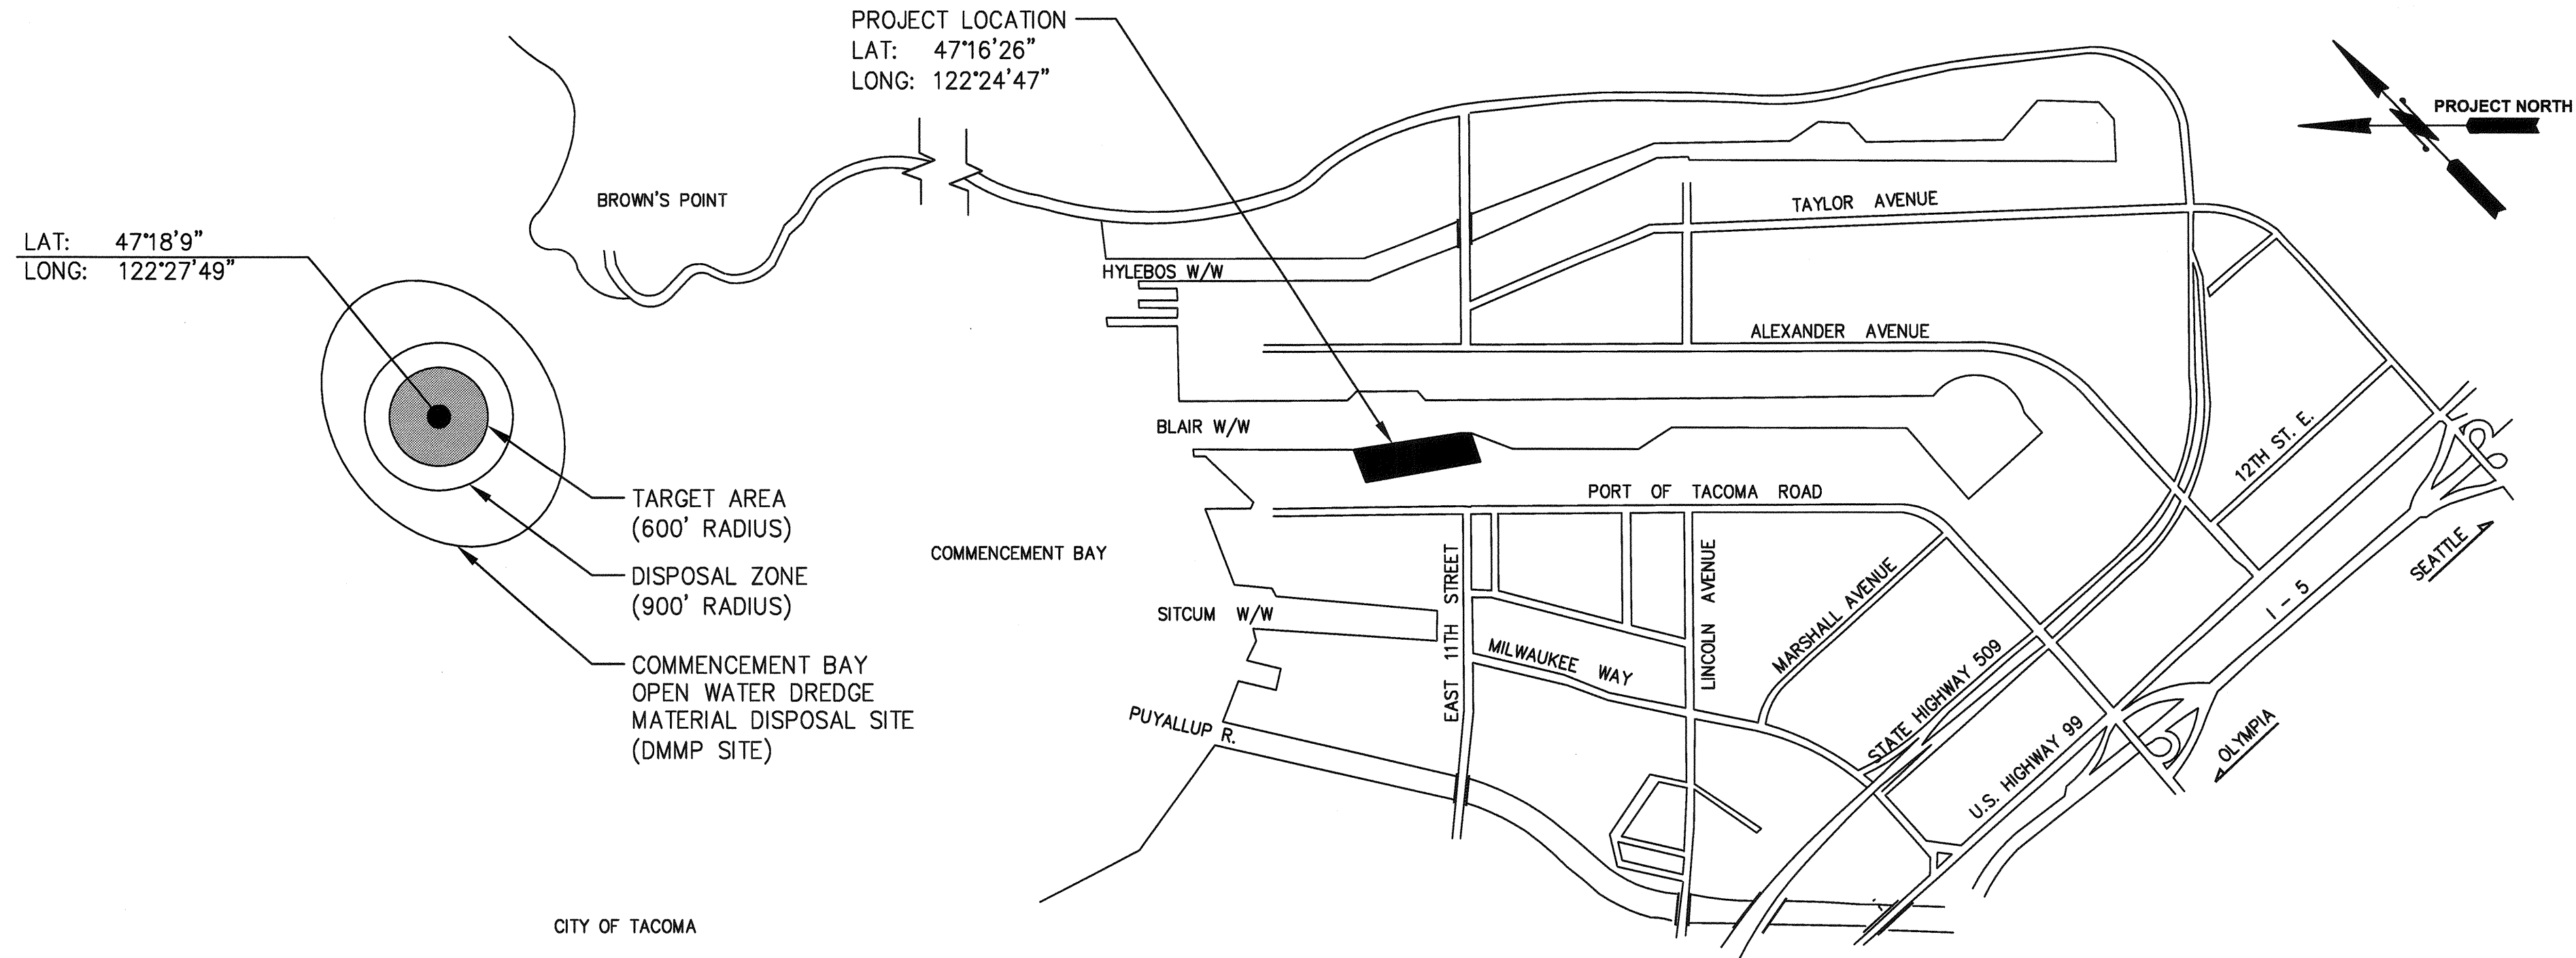 PROJECT LOCATION
LAT: 47°16'26"
LONG: 122°24'47"
PROJECT NORTH
BROWN'S POINT
TAYLOR AVENUE
LAT: 47°18'9"
LONG: 122°27'49"
HYLEBOS W/W
ALEXANDER AVENUE
BLAIR W/W
12TH ST. E.
TARGET AREA
(600' RADIUS)
PORT OF TACOMA ROAD
COMMENCEMENT BAY
DISPOSAL ZONE
(900' RADIUS)
SEATTLE
I - 5
SITCUM W/W
EAST 11TH STREET
LINCOLN AVENUE
MARSHALL AVENUE
MILWAUKEE WAY
STATE HIGHWAY 509
COMMENCEMENT BAY
OPEN WATER DREDGE
MATERIAL DISPOSAL SITE
(DMMP SITE)
PUYALLUP R.
U.S. HIGHWAY 99
OLYMPIA
CITY OF TACOMA